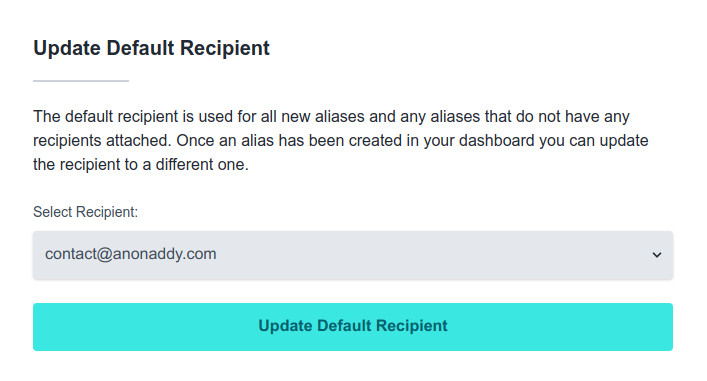 Update Default Recipient
The default recipient is used for all new aliases and any aliases that do not have any
recipients attached. Once an alias has been created in your dashboard you can update
the recipient to a different one.
Select Recipient:
contact@anonaddy.com
Update Default Recipient